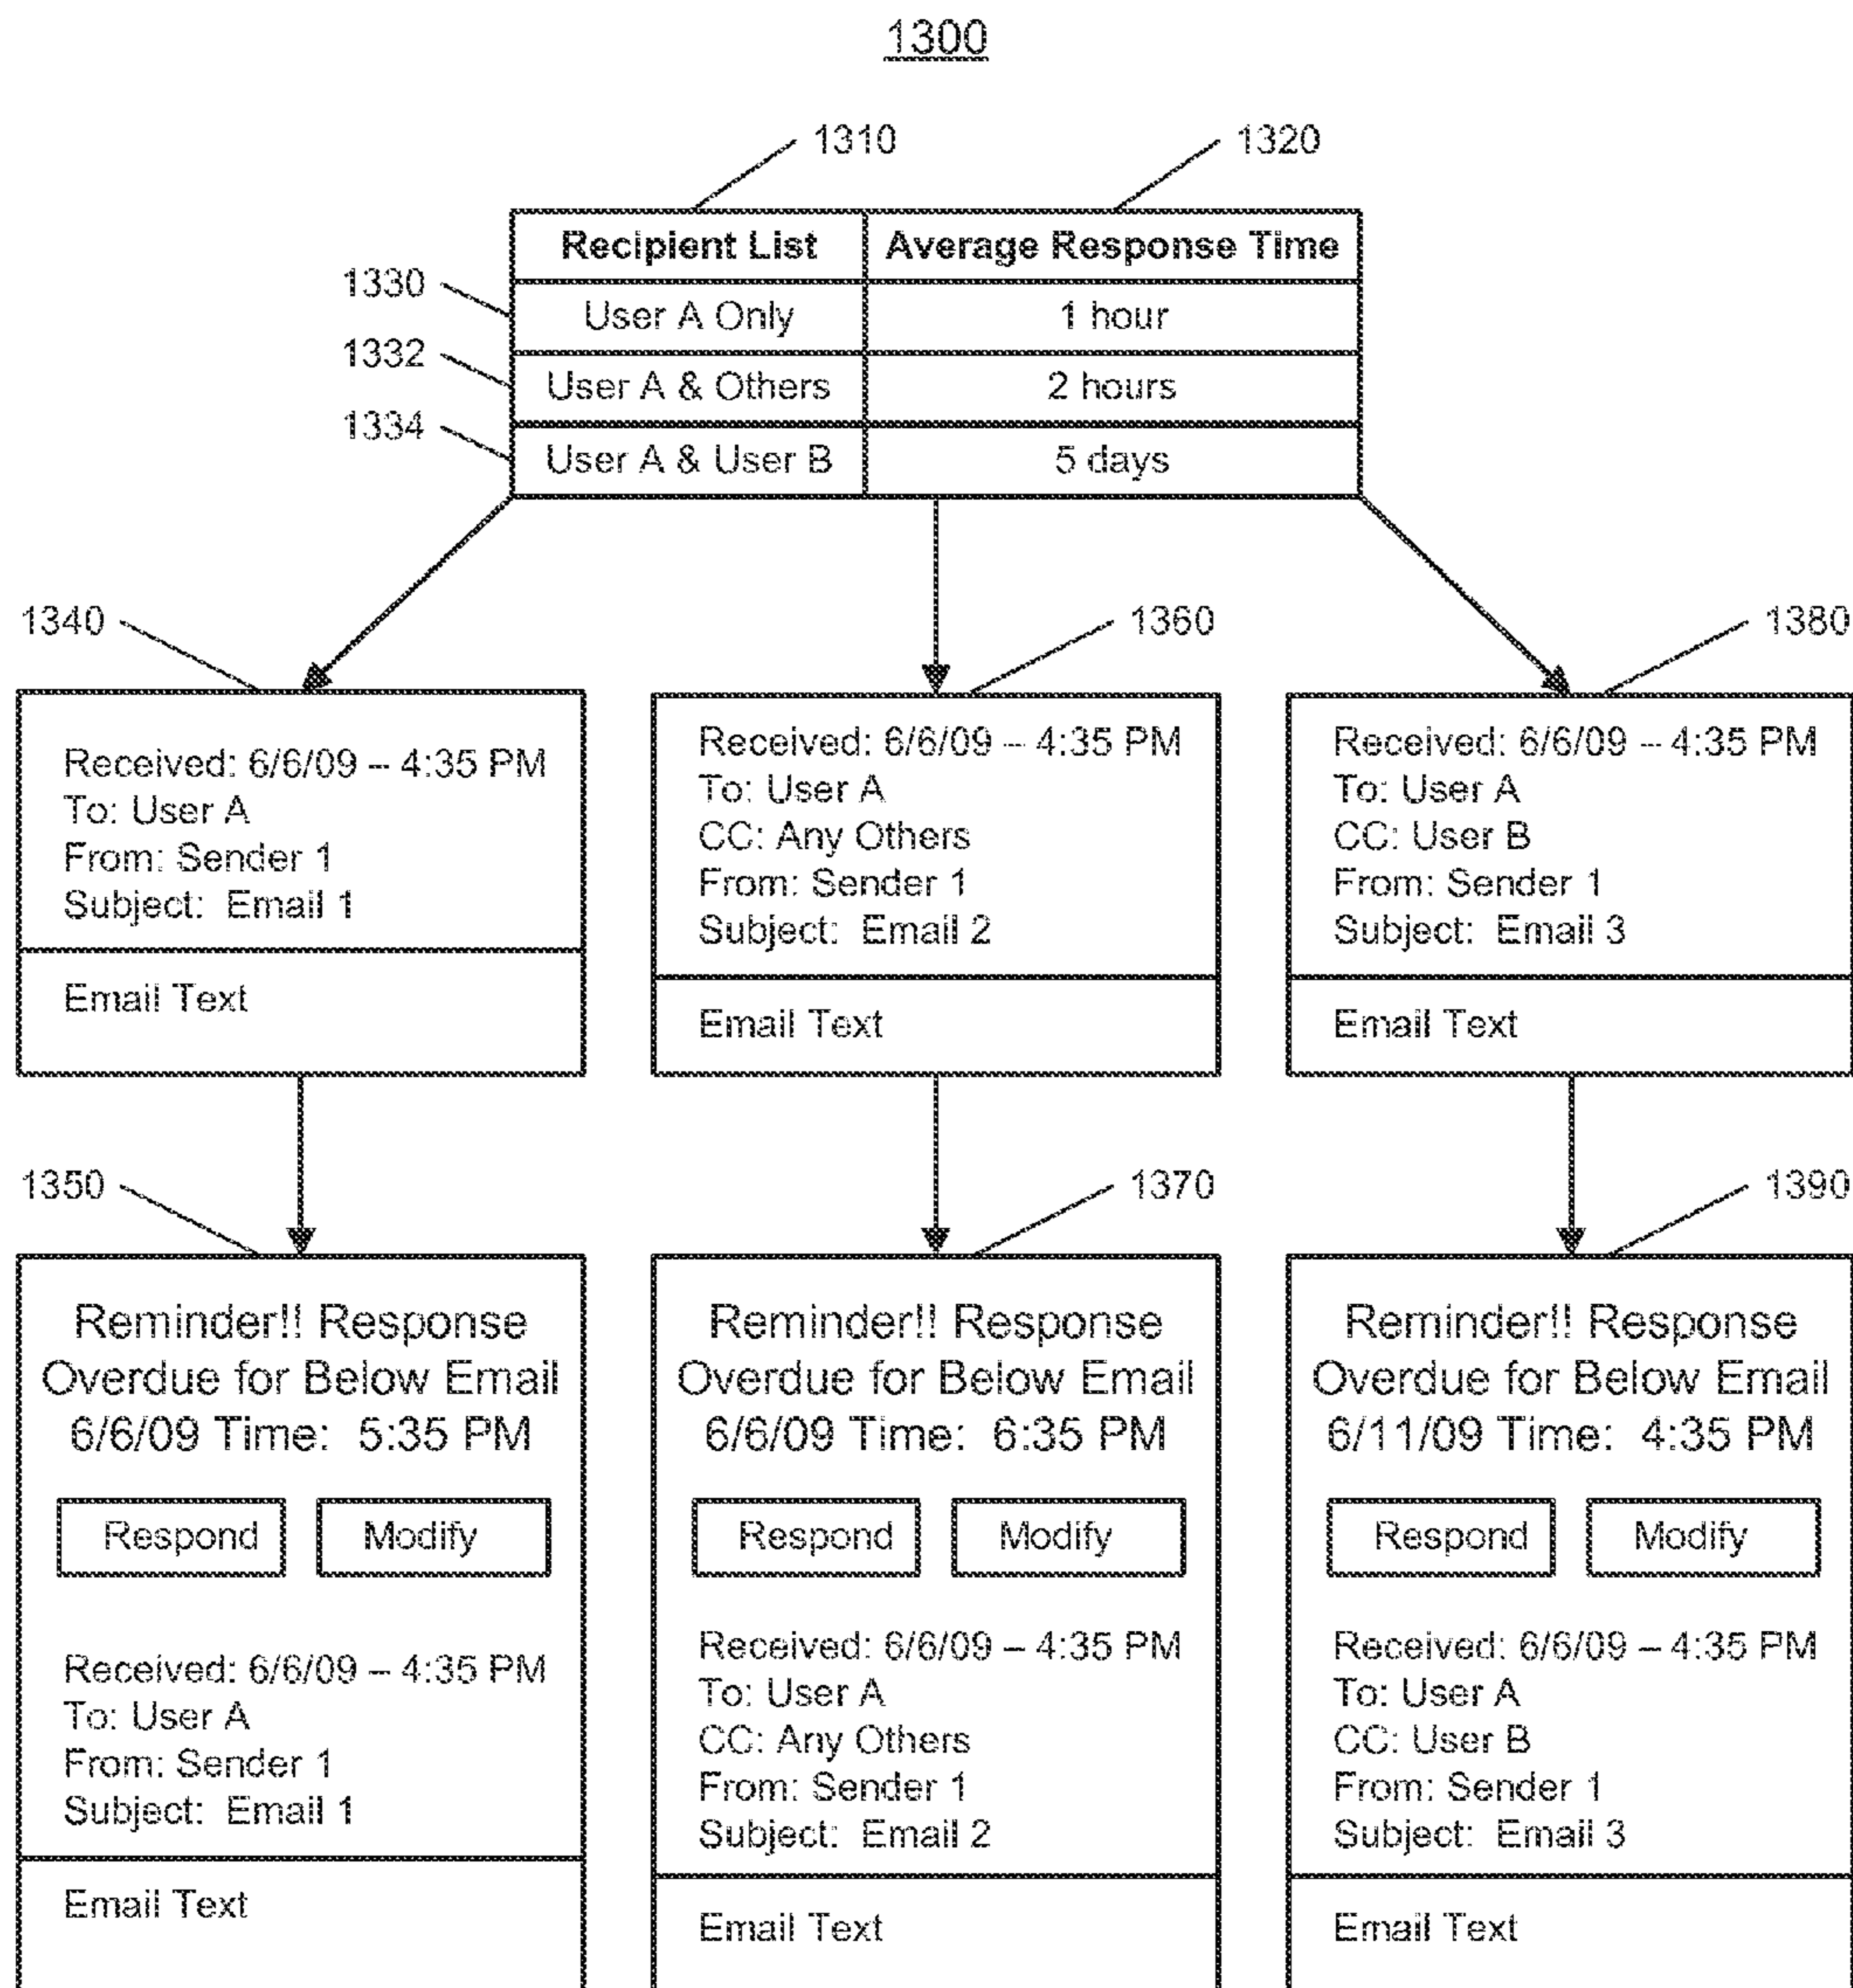 1300
1310
1320
Recipient List
Average Response Time
1330
User A Only
1 hour
1332
User A & Others
2 hours
1334
User A & User B
5 days
1340
Received: 6/6/09 – 4:35 PM
To: User A
From: Sender 1
Subject: Email 1
Email Text
1360
Received: 6/6/09 – 4:35 PM
To: User A
CC: Any Others
From: Sender 1
Subject: Email 2
Email Text
1380
Received: 6/6/09 – 4:35 PM
To: User A
CC: User B
From: Sender 1
Subject: Email 3
Email Text
1350
Reminder!! Response
Overdue for Below Email
6/6/09 Time: 5:35 PM
Respond
Modify
Received: 6/6/09 – 4:35 PM
To: User A
From: Sender 1
Subject: Email 1
Email Text
1370
Reminder!! Response
Overdue for Below Email
6/6/09 Time: 6:35 PM
Respond
Modify
Received: 6/6/09 – 4:35 PM
To: User A
CC: Any Others
From: Sender 1
Subject: Email 2
Email Text
1390
Reminder!! Response
Overdue for Below Email
6/11/09 Time: 4:35 PM
Respond
Modify
Received: 6/6/09 – 4:35 PM
To: User A
CC: User B
From: Sender 1
Subject: Email 3
Email Text